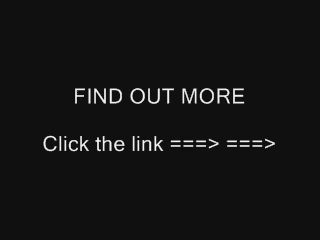 FIND OUT MORE
Click the link ===> ===>